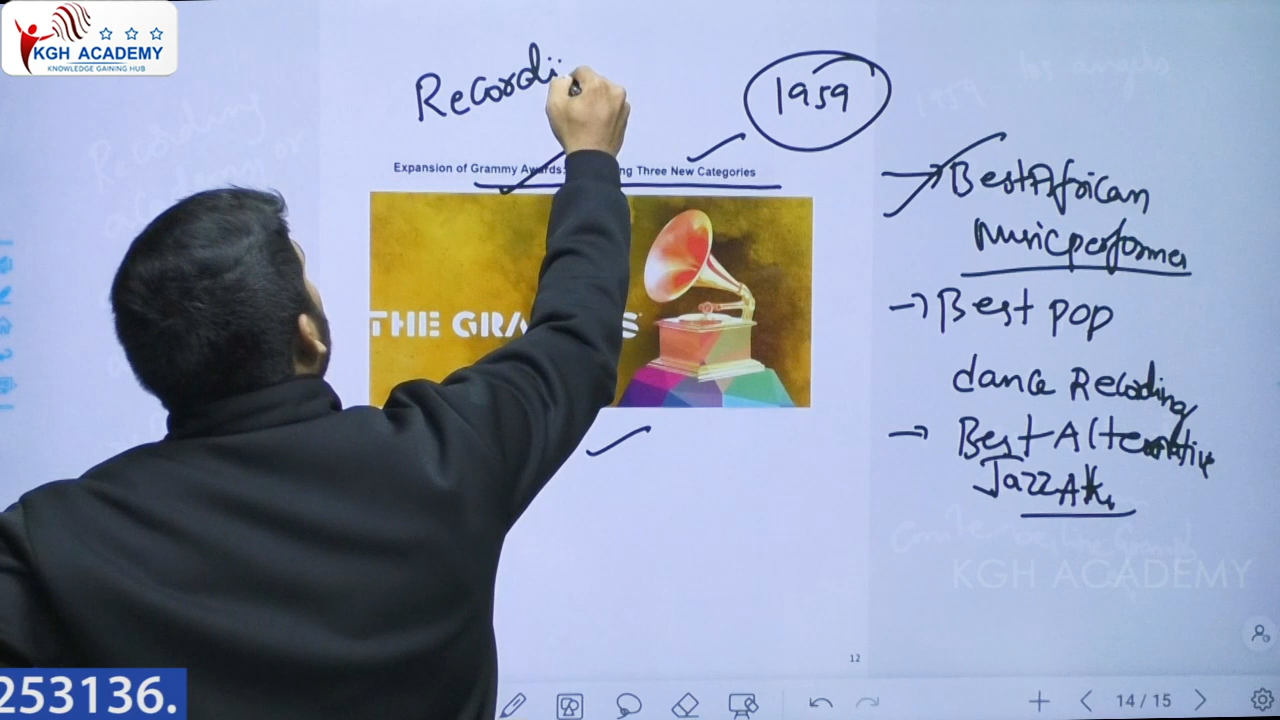 KGH ACADEMY
KNOWLEDGE GAINING HUB
Recordi
1959
Expansion of Grammy Awards: ng Three New Categories
THE GRA S
→ Best African
Music performa
→ Best pop
dance Recording
→ Best Alternative
Jazz
KGH ACADEMY
12
253136.
14 / 15